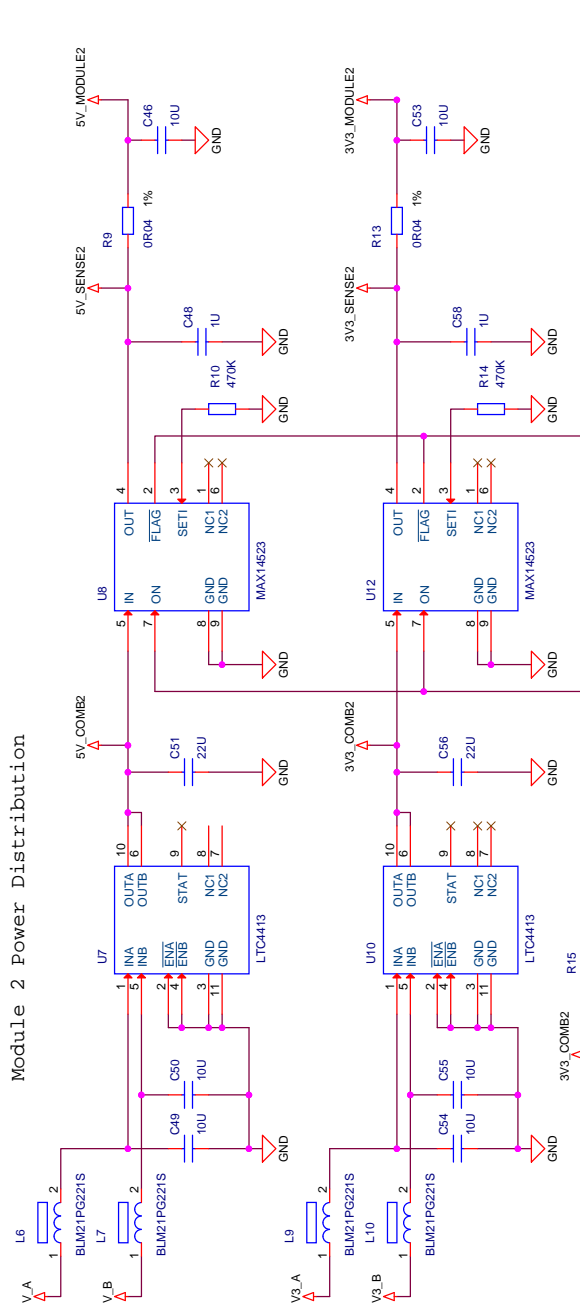 Module 2 Power Distribution
V_A
L6
1
2
BLM21PG221S
V_B
L7
1
2
BLM21PG221S
C49
10U
C50
10U
GND
U7
1
INA
5
INB
2
ENA
4
ENB
3
GND
11
GND
OUTA
10
OUTB
6
STAT
9
NC1
8
NC2
7
LTC4413
5V_COMB2
C51
22U
GND
U8
5
IN
7
ON
8
GND
9
GND
OUT
4
FLAG
2
SETI
3
NC1
1
NC2
6
MAX14523
GND
R10
470K
GND
C48
1U
GND
5V_SENSE2
R9
0R04
1%
C46
10U
GND
5V_MODULE2
V3_A
L9
1
2
BLM21PG221S
V3_B
L10
1
2
BLM21PG221S
C54
10U
C55
10U
GND
U10
1
INA
5
INB
2
ENA
4
ENB
3
GND
11
GND
OUTA
10
OUTB
6
STAT
9
NC1
8
NC2
7
LTC4413
3V3_COMB2
C56
22U
GND
U12
5
IN
7
ON
8
GND
9
GND
OUT
4
FLAG
2
SETI
3
NC1
1
NC2
6
MAX14523
GND
R14
470K
GND
C58
1U
GND
3V3_SENSE2
R13
0R04
1%
C53
10U
GND
3V3_MODULE2
3V3_COMB2
R15